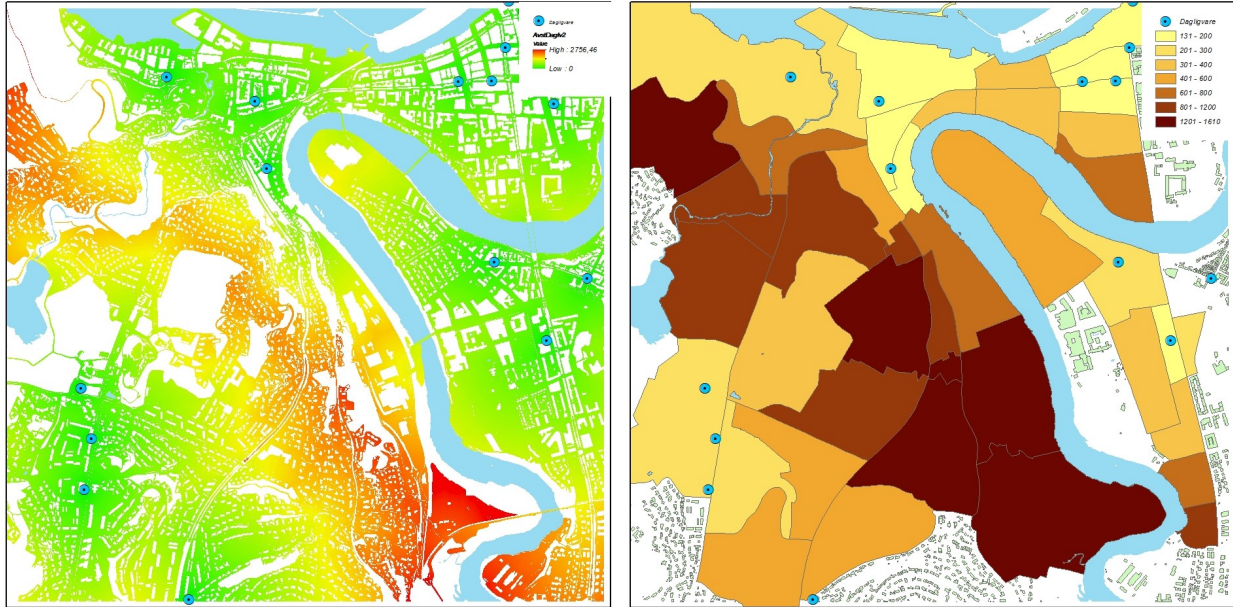 Dagligvare
AvstDaglv2
Value
High : 2756,46
Low : 0
Dagligvare
131 - 200
201 - 300
301 - 400
401 - 600
601 - 800
801 - 1200
1201 - 1610